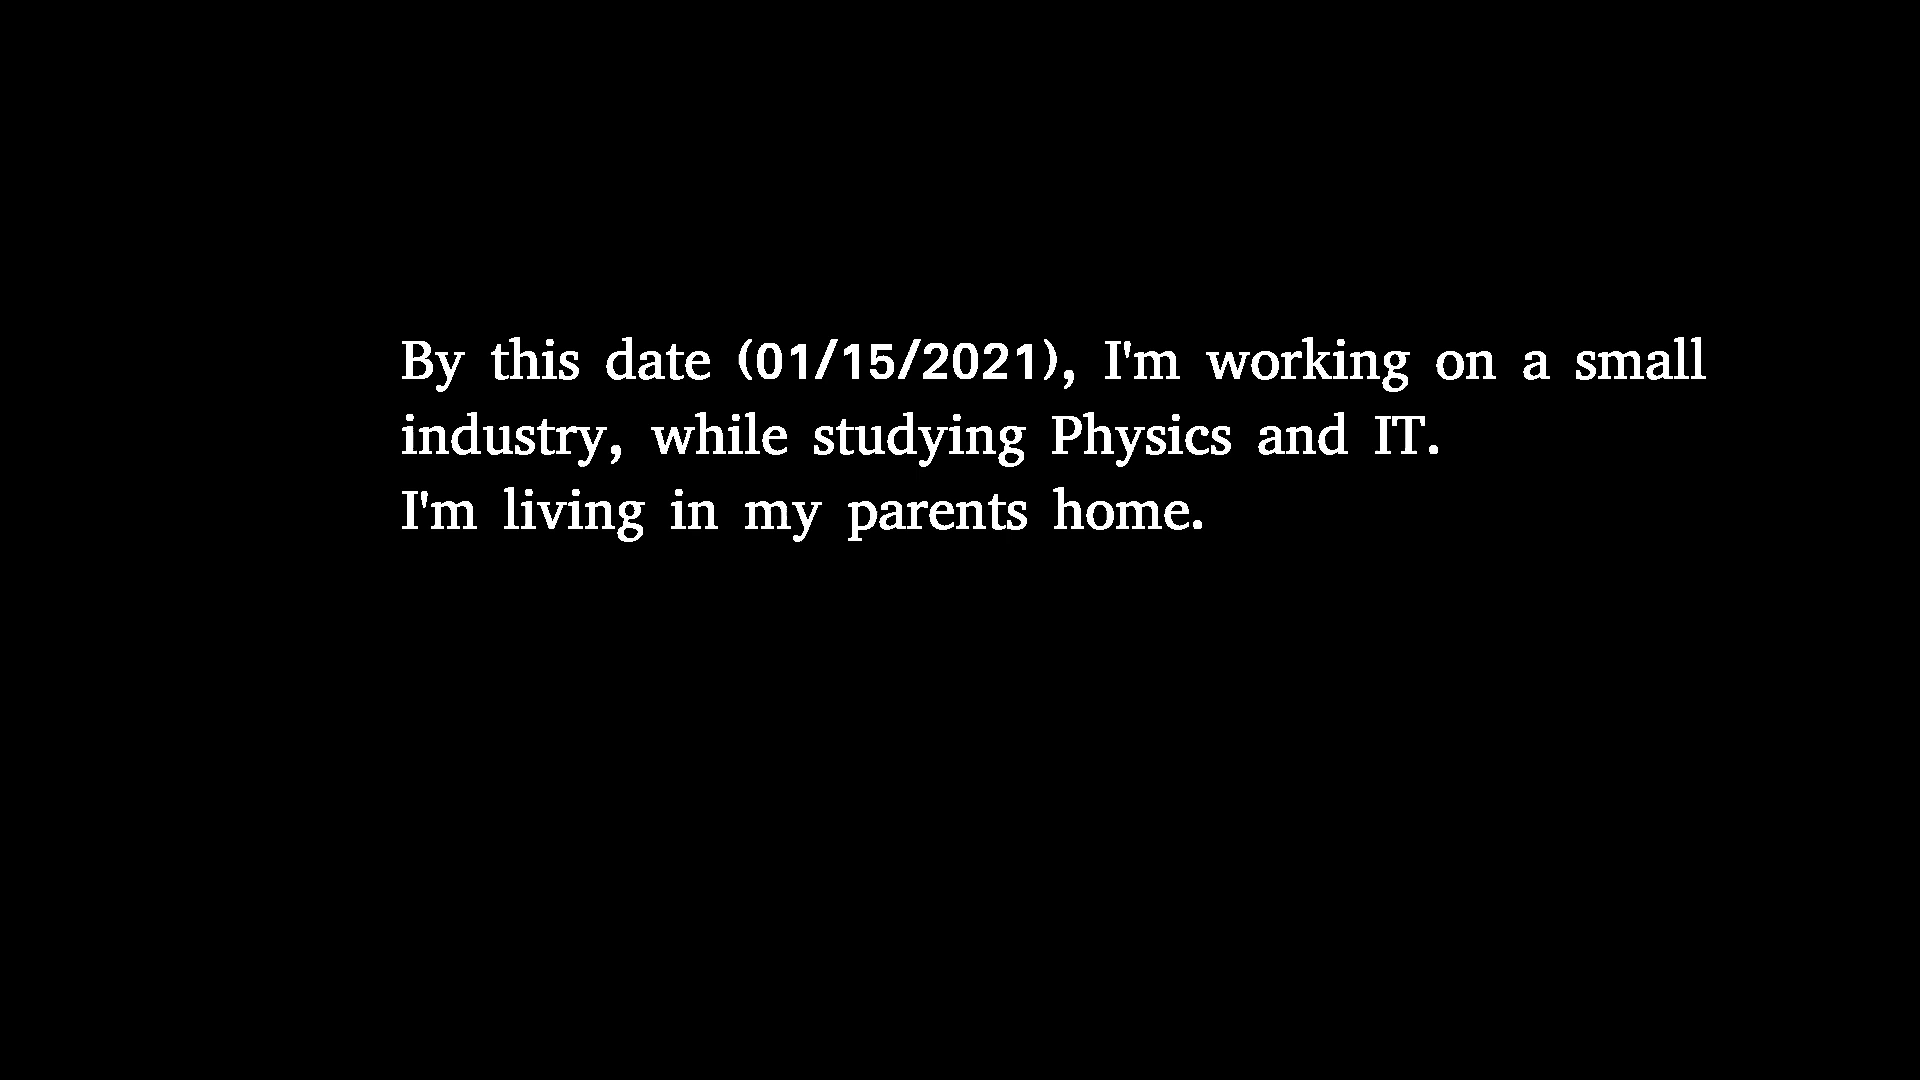 By this date (01/15/2021), I'm working on a small
industry, while studying Physics and IT.
I'm living in my parents home.